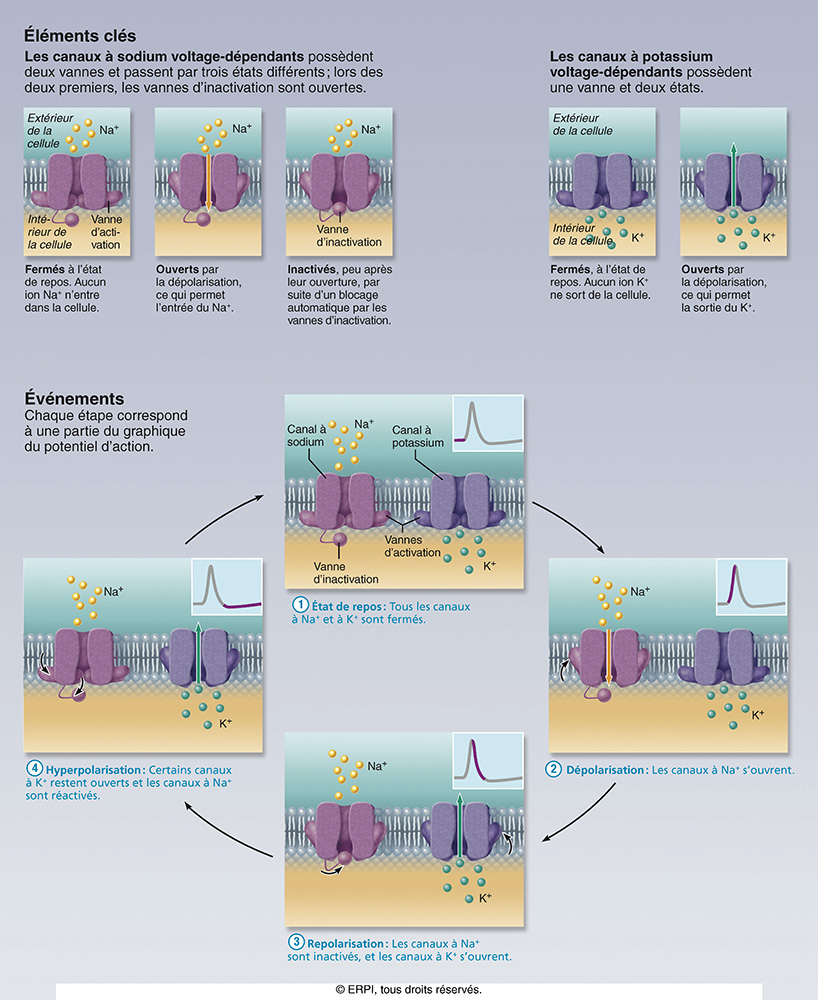 Éléments clés
Les canaux à sodium voltage-dépendants possèdent
deux vannes et passent par trois états différents ; lors des
deux premiers, les vannes d’inactivation sont ouvertes.
Extérieur
de la
cellule
Na⁺
Inté-
rieur de
la cellule
Vanne
d’acti-
vation
Fermés à l’état
de repos. Aucun
ion Na⁺ n’entre
dans la cellule.
Na⁺
Ouverts par
la dépolarisation,
ce qui permet
l’entrée du Na⁺.
Na⁺
Vanne
d’inactivation
Inactivés, peu après
leur ouverture, par
suite d’un blocage
automatique par les
vannes d’inactivation.
Les canaux à potassium
voltage-dépendants possèdent
une vanne et deux états.
Extérieur
de la cellule
Intérieur
de la cellule
K⁺
Fermés, à l’état de
repos. Aucun ion K⁺
ne sort de la cellule.
K⁺
Ouverts par
la dépolarisation,
ce qui permet
la sortie du K⁺.
Événements
Chaque étape correspond
à une partie du graphique
du potentiel d’action.
Canal à
sodium
Na⁺
Canal à
potassium
Vanne
d’inactivation
Vannes
d’activation
K⁺
1 État de repos : Tous les canaux
à Na⁺ et à K⁺ sont fermés.
Na⁺
K⁺
2 Dépolarisation : Les canaux à Na⁺ s’ouvrent.
Na⁺
K⁺
3 Repolarisation : Les canaux à Na⁺
sont inactivés, et les canaux à K⁺ s’ouvrent.
Na⁺
K⁺
4 Hyperpolarisation : Certains canaux
à K⁺ restent ouverts et les canaux à Na⁺
sont réactivés.
© ERPI, tous droits réservés.